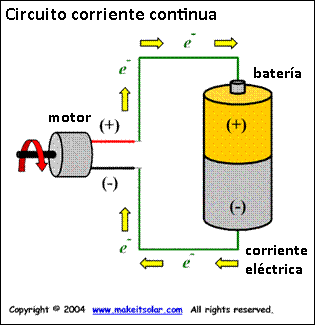 Circuito corriente continua
e⁻
e⁻
batería
motor
(+)
(+)
(-)
(-)
e⁻
e⁻
corriente
eléctrica
Copyright © 2004 www.makeitsolar.com All rights reserved.